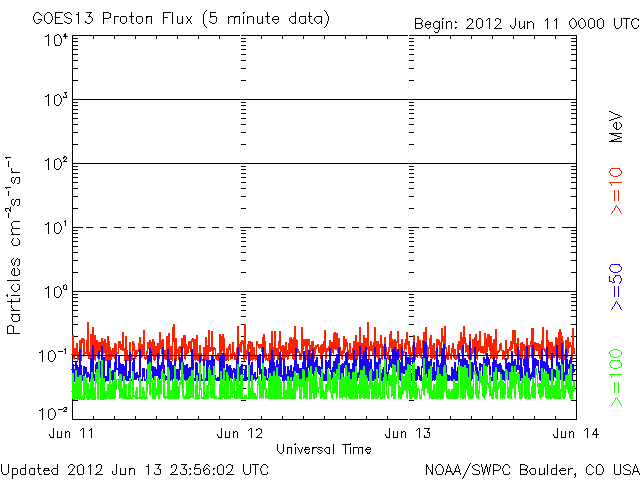 GOES13 Proton Flux (5 minute data)
Begin: 2012 Jun 11 0000 UTC
10⁴
10³
10²
10¹
10⁰
10⁻¹
10⁻²
Particles cm⁻²s⁻¹sr⁻¹
MeV
>=10
>=50
>=100
Jun 11 Jun 12 Jun 13 Jun 14
Universal Time
Updated 2012 Jun 13 23:56:02 UTC
NOAA/SWPC Boulder, CO USA